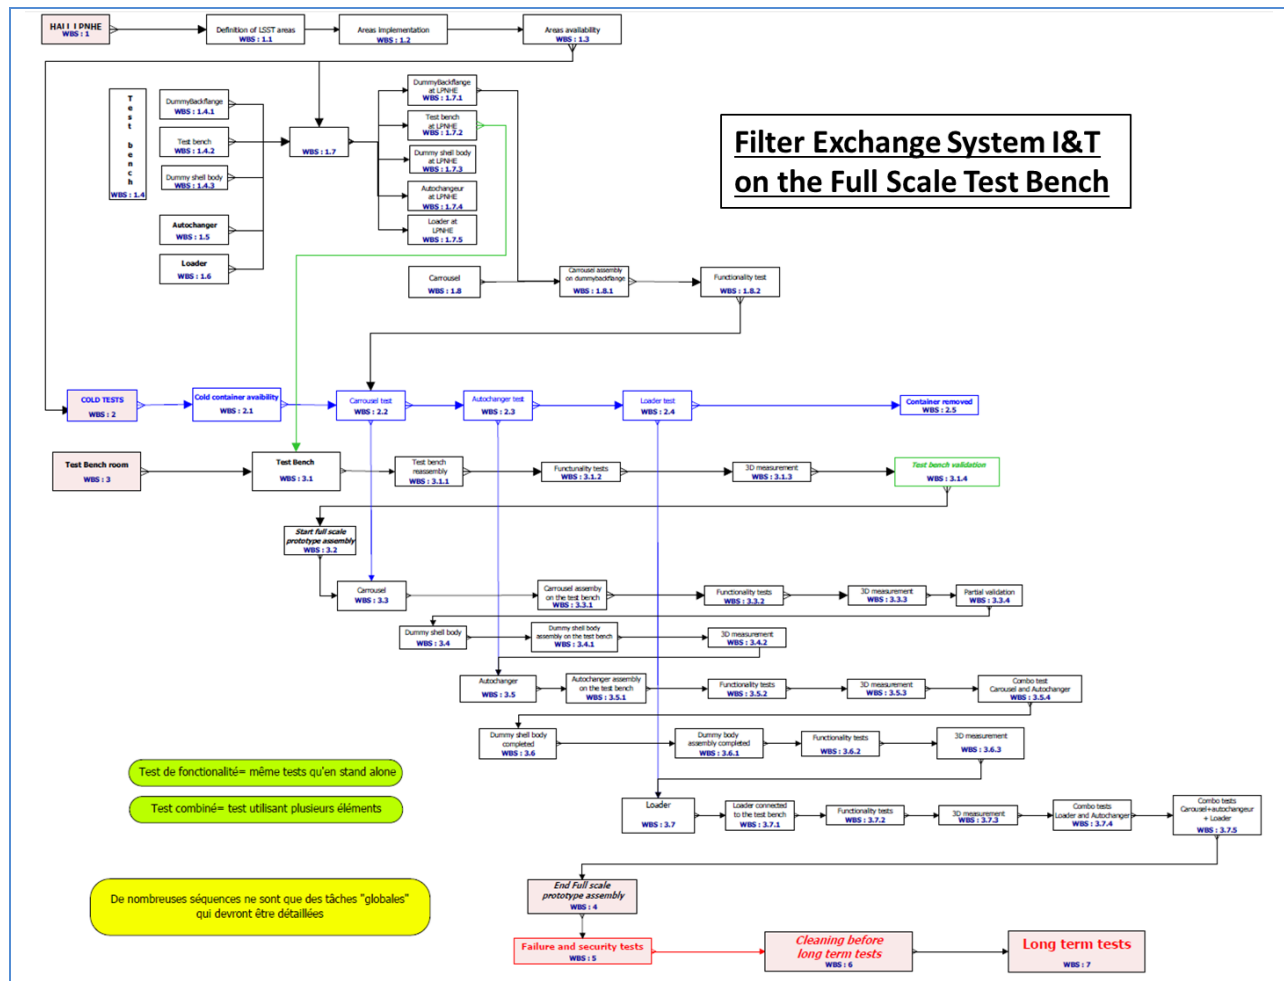 HALL LPNHE
WBS : 1
Definition of LSST areas
WBS : 1.1
Areas implementation
WBS : 1.2
Areas availability
WBS : 1.3
Test bench
WBS : 1.4
DummyBackflange
WBS : 1.4.1
Test bench
WBS : 1.4.2
Dummy shell body
WBS : 1.4.3
Autochanger
WBS : 1.5
Loader
WBS : 1.6
WBS : 1.7
DummyBackflange
at LPNHE
WBS : 1.7.1
Test bench
at LPNHE
WBS : 1.7.2
Dummy shell body
at LPNHE
WBS : 1.7.3
Autochangeur
at LPNHE
WBS : 1.7.4
Loader at
LPNHE
WBS : 1.7.5
Filter Exchange System I&T
on the Full Scale Test Bench
Carrousel
WBS : 1.8
Carrousel assembly
on dummybackflange
WBS : 1.8.1
Functionality test
WBS : 1.8.2
COLD TESTS
WBS : 2
Cold container avaibility
WBS : 2.1
Carrousel test
WBS : 2.2
Autochanger test
WBS : 2.3
Loader test
WBS : 2.4
Container removed
WBS : 2.5
Test Bench room
WBS : 3
Test Bench
WBS : 3.1
Test bench
reassembly
WBS : 3.1.1
Functunality tests
WBS : 3.1.2
3D measurement
WBS : 3.1.3
Test bench validation
WBS : 3.1.4
Start full scale
prototype assembly
WBS : 3.2
Carrousel
WBS : 3.3
Carrousel assemby
on the test bench
WBS : 3.3.1
Functionality tests
WBS : 3.3.2
3D measurement
WBS : 3.3.3
Partial validation
WBS : 3.3.4
Dummy shell body
WBS : 3.4
Dummy shell body
assembly on the test bench
WBS : 3.4.1
3D measurement
WBS : 3.4.2
Autochanger
WBS : 3.5
Autochanger assembly
on the test bench
WBS : 3.5.1
Functionality tests
WBS : 3.5.2
3D measurement
WBS : 3.5.3
Combo test
Carousel and Autochanger
WBS : 3.5.4
Dummy shell body
completed
WBS : 3.6
Dummy body
assembly completed
WBS : 3.6.1
Functionality tests
WBS : 3.6.2
3D measurement
WBS : 3.6.3
Test de fonctionalité= même tests qu'en stand alone
Test combiné= test utilisant plusieurs éléments
Loader
WBS : 3.7
Loader connected
to the test bench
WBS : 3.7.1
Functionality tests
WBS : 3.7.2
3D measurement
WBS : 3.7.3
Combo tests
Loader and Autochanger
WBS : 3.7.4
Combo tests
Carousel+autochangeur
+ Loader
WBS : 3.7.5
De nombreuses séquences ne sont que des tâches "globales"
qui devront être détaillées
End Full scale
prototype assembly
WBS : 4
Failure and security tests
WBS : 5
Cleaning before
long term tests
WBS : 6
Long term tests
WBS : 7